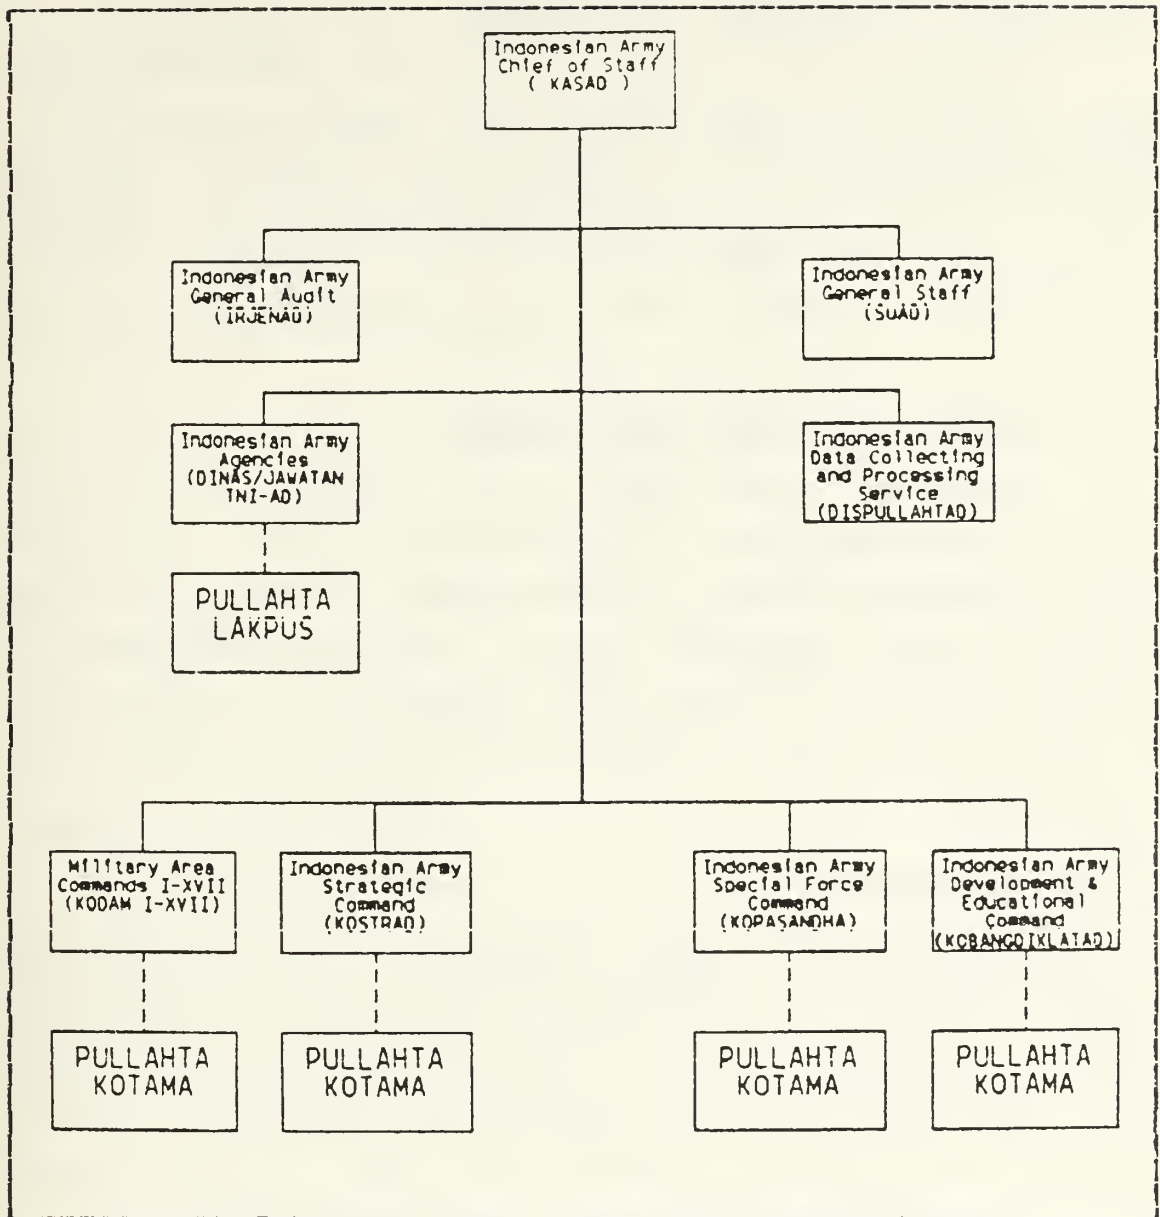 Indonesian Army
Chief of Staff
( KASAD )
Indonesian Army
General Audit
(IRJENAD)
Indonesian Army
General Staff
(SUAD)
Indonesian Army
Agencies
(DINAS/JAWATAN
TNI-AD)
Indonesian Army
Data Collecting
and Processing
Service
(DISPULLAHTAD)
PULLAHTA
LAKPUS
Military Area
Commands I-XVII
(KODAM I-XVII)
Indonesian Army
Strategic
Command
(KOSTRAD)
Indonesian Army
Special Force
Command
(KOPASANDHA)
Indonesian Army
Development &
Educational
Command
(KOBANGDIKLATAD)
PULLAHTA
KOTAMA
PULLAHTA
KOTAMA
PULLAHTA
KOTAMA
PULLAHTA
KOTAMA